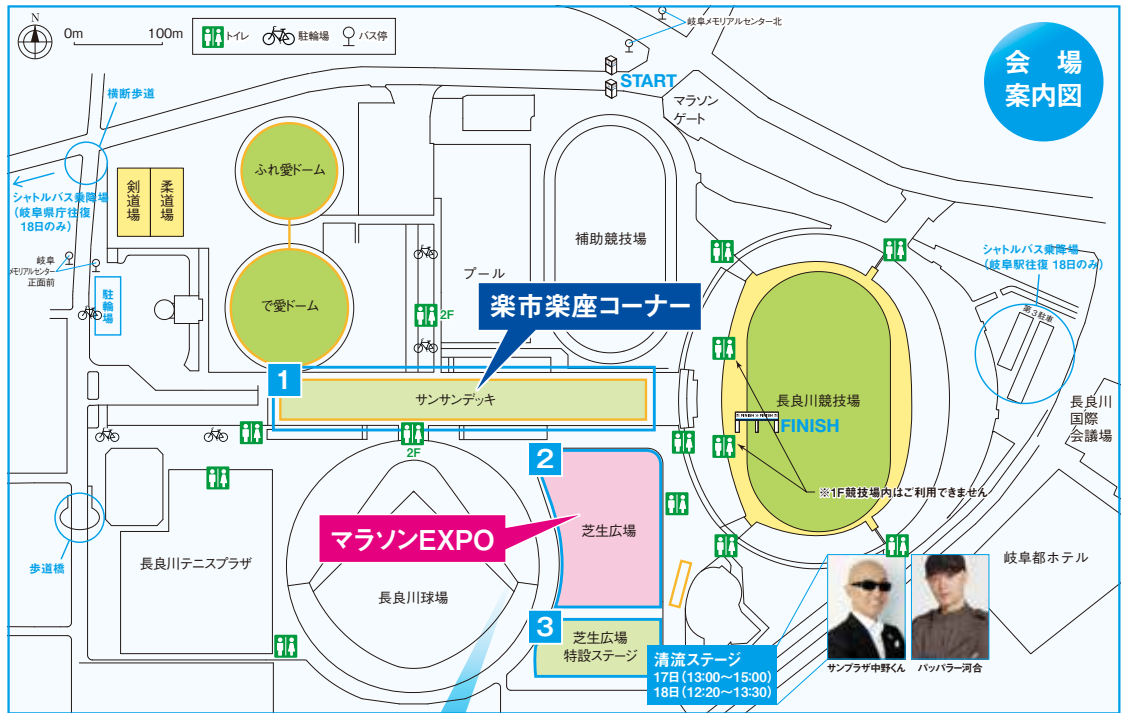 N
0m 100m
トイレ 駐輪場 バス停
岐阜メモリアルセンター北
会場
案内図
START
マラソン
ゲート
横断歩道
シャトルバス乗降場
（岐阜県庁往復
18日のみ）
剣道場
柔道場
ふれ愛ドーム
補助競技場
シャトルバス乗降場
（岐阜駅往復 18日のみ）
岐阜
メモリアルセンター
正面前
駐輪場
で愛ドーム
プール
2F
楽市楽座コーナー
第3駐車
1
サンサンデッキ
長良川競技場
FINISH
FINISH
長良川
国際
会議場
2F
2
※1F競技場内はご利用できません
マラソンEXPO
芝生広場
歩道橋
長良川テニスプラザ
長良川球場
岐阜都ホテル
3
芝生広場
特設ステージ
清流ステージ
17日（13:00～15:00）
18日（12:20～13:30）
サンプラザ中野くん
パッパラー河合